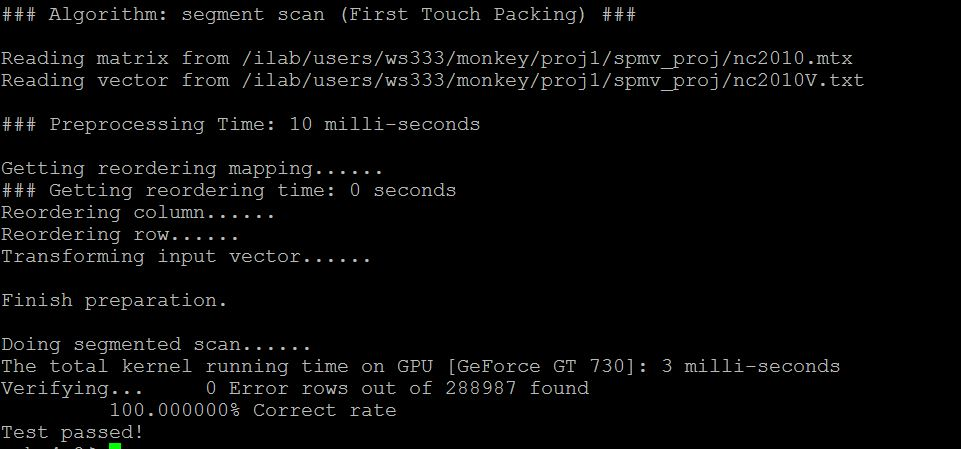 ### Algorithm: segment scan (First Touch Packing) ###
Reading matrix from /ilab/users/ws333/monkey/proj1/spmv_proj/nc2010.mtx
Reading vector from /ilab/users/ws333/monkey/proj1/spmv_proj/nc2010V.txt
### Preprocessing Time: 10 milli-seconds
Getting reordering mapping......
### Getting reordering time: 0 seconds
Reordering column......
Reordering row......
Transforming input vector......
Finish preparation.
Doing segmented scan......
The total kernel running time on GPU [GeForce GT 730]: 3 milli-seconds
Verifying... 0 Error rows out of 288987 found
100.000000% Correct rate
Test passed!